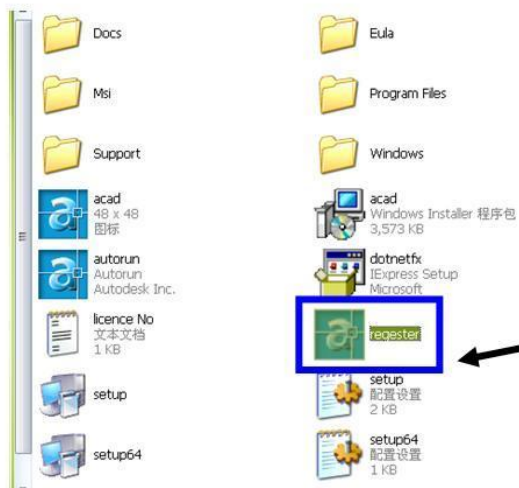 Docs
Eula
Msi
Program Files
Support
Windows
acad
48 x 48
图标
acad
Windows Installer 程序包
3,573 KB
autorun
Autorun
Autodesk Inc.
dotnetfx
IExpress Setup
Microsoft
licence No
文本文档
1 KB
regester
setup
setup
配置设置
2 KB
setup64
setup64
配置设置
1 KB